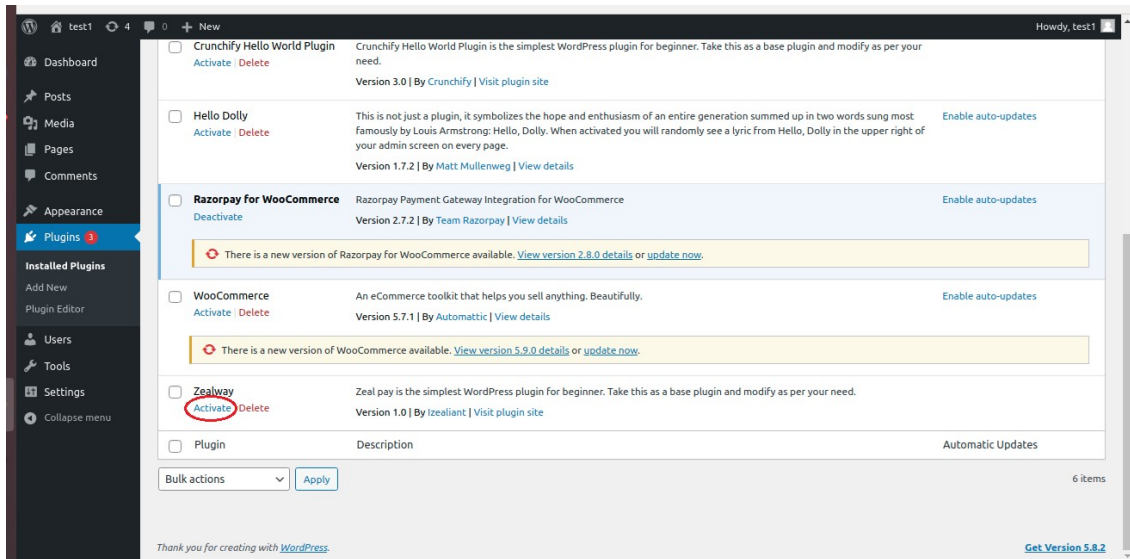 test1 4 0 + New Howdy, test1
Dashboard
Posts
Media
Pages
Comments
Appearance
Plugins 3
Installed Plugins
Add New
Plugin Editor
Users
Tools
Settings
Collapse menu
Crunchify Hello World Plugin
Activate | Delete
Crunchify Hello World Plugin is the simplest WordPress plugin for beginner. Take this as a base plugin and modify as per your
need.
Version 3.0 | By Crunchify | Visit plugin site
Hello Dolly
Activate | Delete
This is not just a plugin, it symbolizes the hope and enthusiasm of an entire generation summed up in two words sung most
famously by Louis Armstrong: Hello, Dolly. When activated you will randomly see a lyric from Hello, Dolly in the upper right of
your admin screen on every page.
Version 1.7.2 | By Matt Mullenweg | View details
Enable auto-updates
Razorpay for WooCommerce
Deactivate
Razorpay Payment Gateway Integration for WooCommerce
Version 2.7.2 | By Team Razorpay | View details
Enable auto-updates
There is a new version of Razorpay for WooCommerce available. View version 2.8.0 details or update now.
WooCommerce
Activate | Delete
An eCommerce toolkit that helps you sell anything. Beautifully.
Version 5.7.1 | By Automattic | View details
Enable auto-updates
There is a new version of WooCommerce available. View version 5.9.0 details or update now.
Zealway
Activate | Delete
Zeal pay is the simplest WordPress plugin for beginner. Take this as a base plugin and modify as per your need.
Version 1.0 | By Izealiant | Visit plugin site
Plugin Description Automatic Updates
Bulk actions Apply 6 items
Thank you for creating with WordPress. Get Version 5.8.2